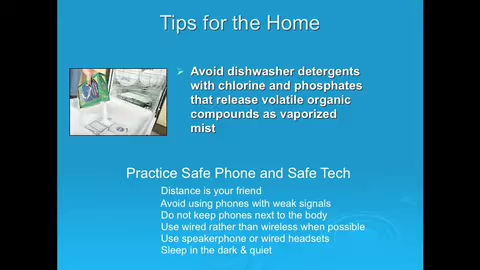 Tips for the Home
Avoid dishwasher detergents
with chlorine and phosphates
that release volatile organic
compounds as vaporized
mist
Practice Safe Phone and Safe Tech
Distance is your friend
Avoid using phones with weak signals
Do not keep phones next to the body
Use wired rather than wireless when possible
Use speakerphone or wired headsets
Sleep in the dark & quiet